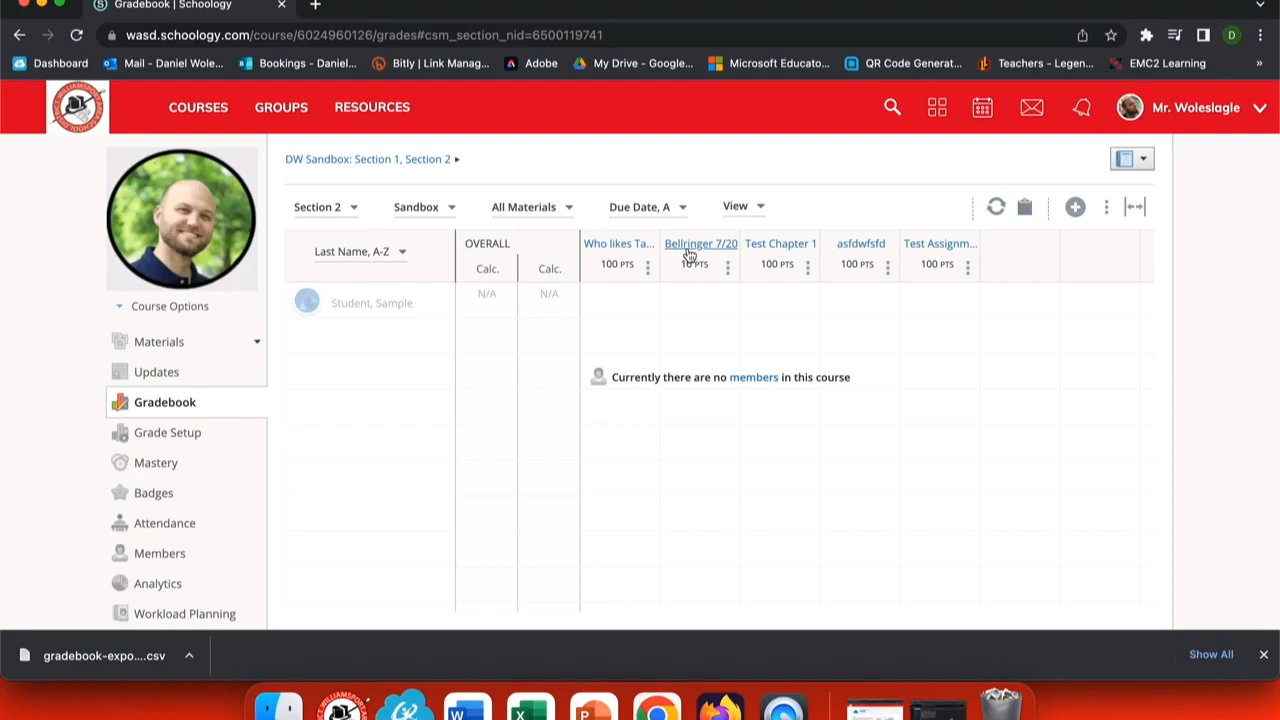 Gradebook | Schoology
wasd.schoology.com/course/6024960126/grades#csm_section_nid=6500119741
D
Dashboard
Mail - Daniel Wole...
Bookings - Daniel...
Bitly | Link Manag...
Adobe
My Drive - Google...
Microsoft Educato...
QR Code Generat...
Teachers - Legen...
EMC2 Learning
»
COURSES
GROUPS
RESOURCES
Mr. Woleslagle
DW Sandbox: Section 1, Section 2
Section 2
Sandbox
All Materials
Due Date, A
View
Last Name, A-Z
OVERALL
Calc.
Calc.
Who likes Ta...
100 PTS
Bellringer 7/20
Test Chapter 1
100 PTS
asfdwfsfd
100 PTS
Test Assignm...
100 PTS
Student, Sample
N/A
N/A
Currently there are no members in this course
Course Options
Materials
Updates
Gradebook
Grade Setup
Mastery
Badges
Attendance
Members
Analytics
Workload Planning
gradebook-expo....csv
Show All